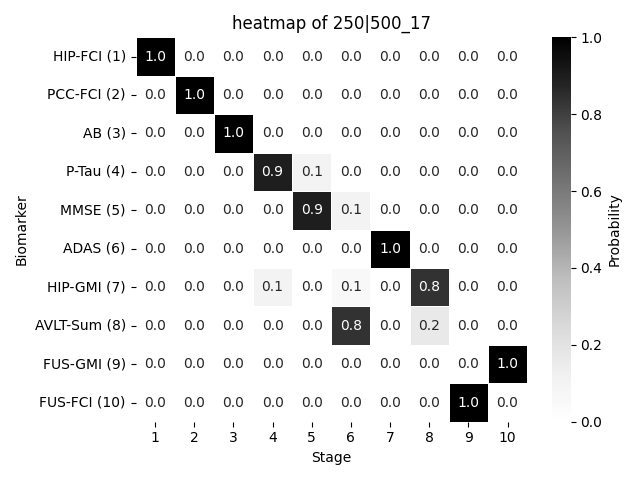 heatmap of 250|500_17
HIP-FCI (1) 1.0 0.0 0.0 0.0 0.0 0.0 0.0 0.0 0.0 0.0
PCC-FCI (2) 0.0 1.0 0.0 0.0 0.0 0.0 0.0 0.0 0.0 0.0
AB (3) 0.0 0.0 1.0 0.0 0.0 0.0 0.0 0.0 0.0 0.0
P-Tau (4) 0.0 0.0 0.0 0.9 0.1 0.0 0.0 0.0 0.0 0.0
MMSE (5) 0.0 0.0 0.0 0.0 0.9 0.1 0.0 0.0 0.0 0.0
ADAS (6) 0.0 0.0 0.0 0.0 0.0 0.0 1.0 0.0 0.0 0.0
HIP-GMI (7) 0.0 0.0 0.0 0.1 0.0 0.1 0.0 0.8 0.0 0.0
AVLT-Sum (8) 0.0 0.0 0.0 0.0 0.0 0.8 0.0 0.2 0.0 0.0
FUS-GMI (9) 0.0 0.0 0.0 0.0 0.0 0.0 0.0 0.0 0.0 1.0
FUS-FCI (10) 0.0 0.0 0.0 0.0 0.0 0.0 0.0 0.0 1.0 0.0
1 2 3 4 5 6 7 8 9 10
Stage
Biomarker
1.0
0.8
0.6
0.4
0.2
0.0
Probability